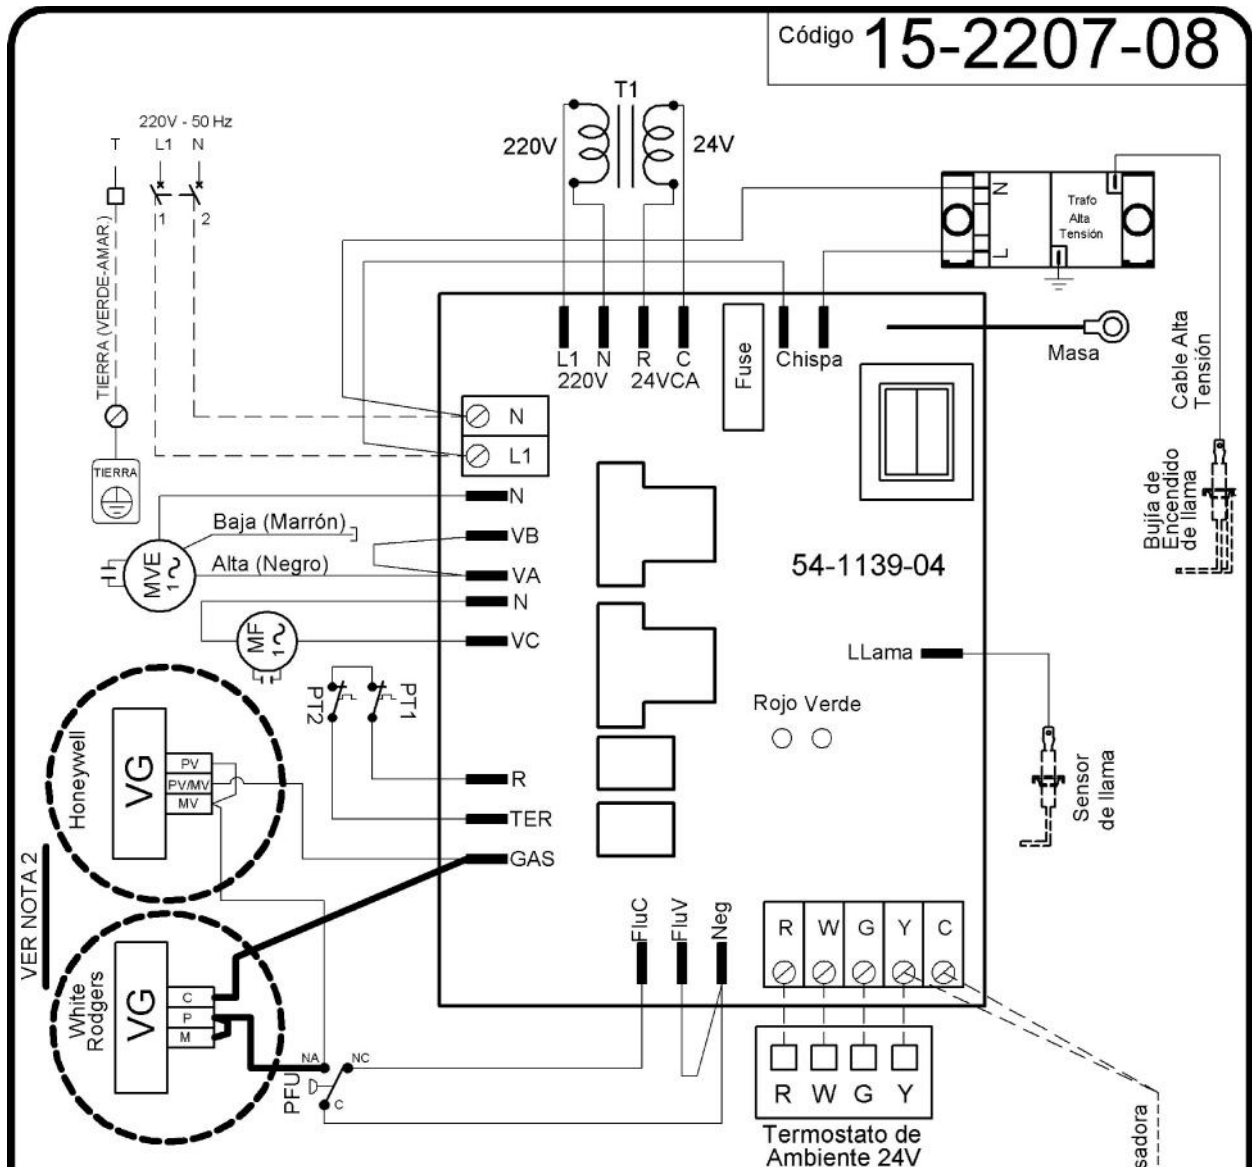 Código 15-2207-08
T1
220V
24V
220V - 50 Hz
T L1 N
1 2
TIERRA (VERDE-AMAR.)
TIERRA
N
L
Trafo
Alta
Tensión
Masa
Cable Alta
Tensión
Bujía de
Encendido
de llama
L1 N R C
220V 24VCA
Fuse
Chispa
N
L1
N
Baja (Marrón)
VB
Alta (Negro)
VA
MVE
1
N
MF
1
VC
54-1139-04
LLama
Rojo Verde
Sensor
de llama
PT2
PT1
R
TER
GAS
Honeywell
VG
PV
PV/MV
MV
VER NOTA 2
White
Rodgers
VG
C
P
M
NA
NC
PFU
C
FluC
FluV
Neg
R W G Y C
R W G Y
Termostato de
Ambiente 24V
sadora